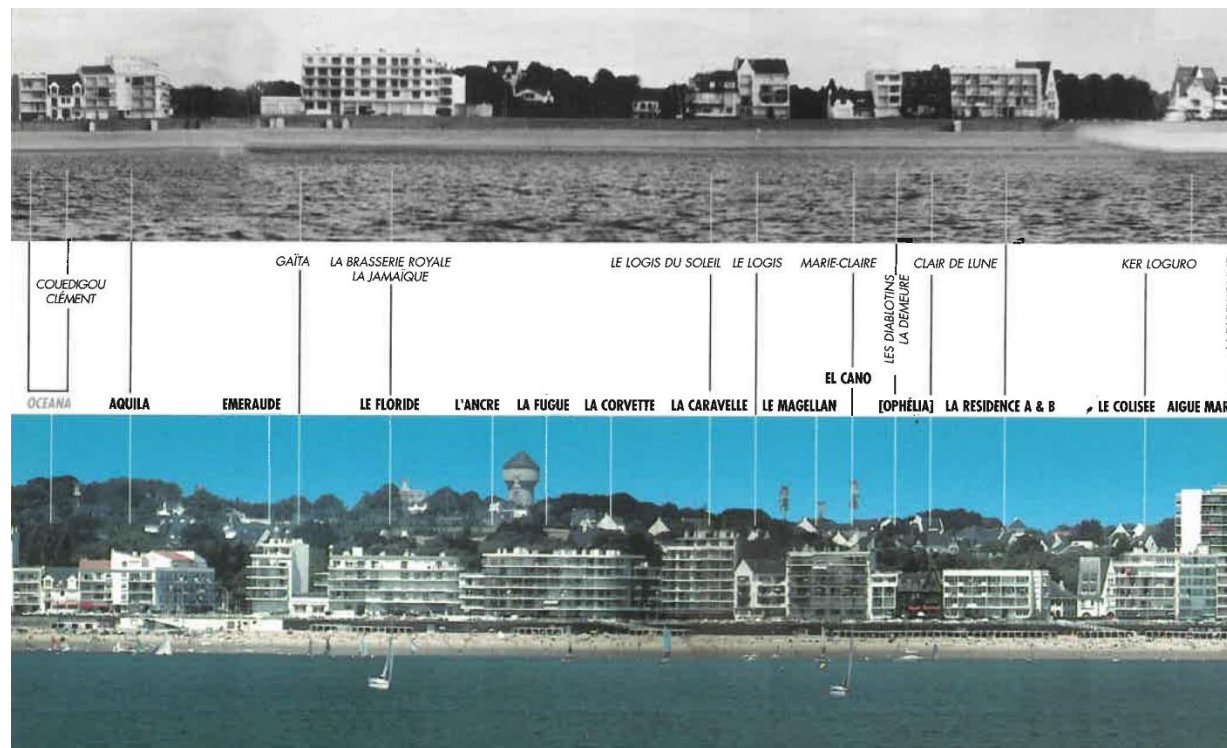 GAÏTA
LA BRASSERIE ROYALE
LA JAMAÏQUE
LE LOGIS DU SOLEIL
LE LOGIS
MARIE-CLAIRE
CLAIR DE LUNE
KER LOGURO
COUEDIGOU
CLÉMENT
LES DIABLOTINS
LA DEMEURE
EL CANO
OCEANA
AQUILA
EMERAUDE
LE FLORIDE
L'ANCRE
LA FUGUE
LA CORVETTE
LA CARAVELLE
LE MAGELLAN
[OPHÉLIA]
LA RESIDENCE A & B
LE COLISEE
AIGUE MAR